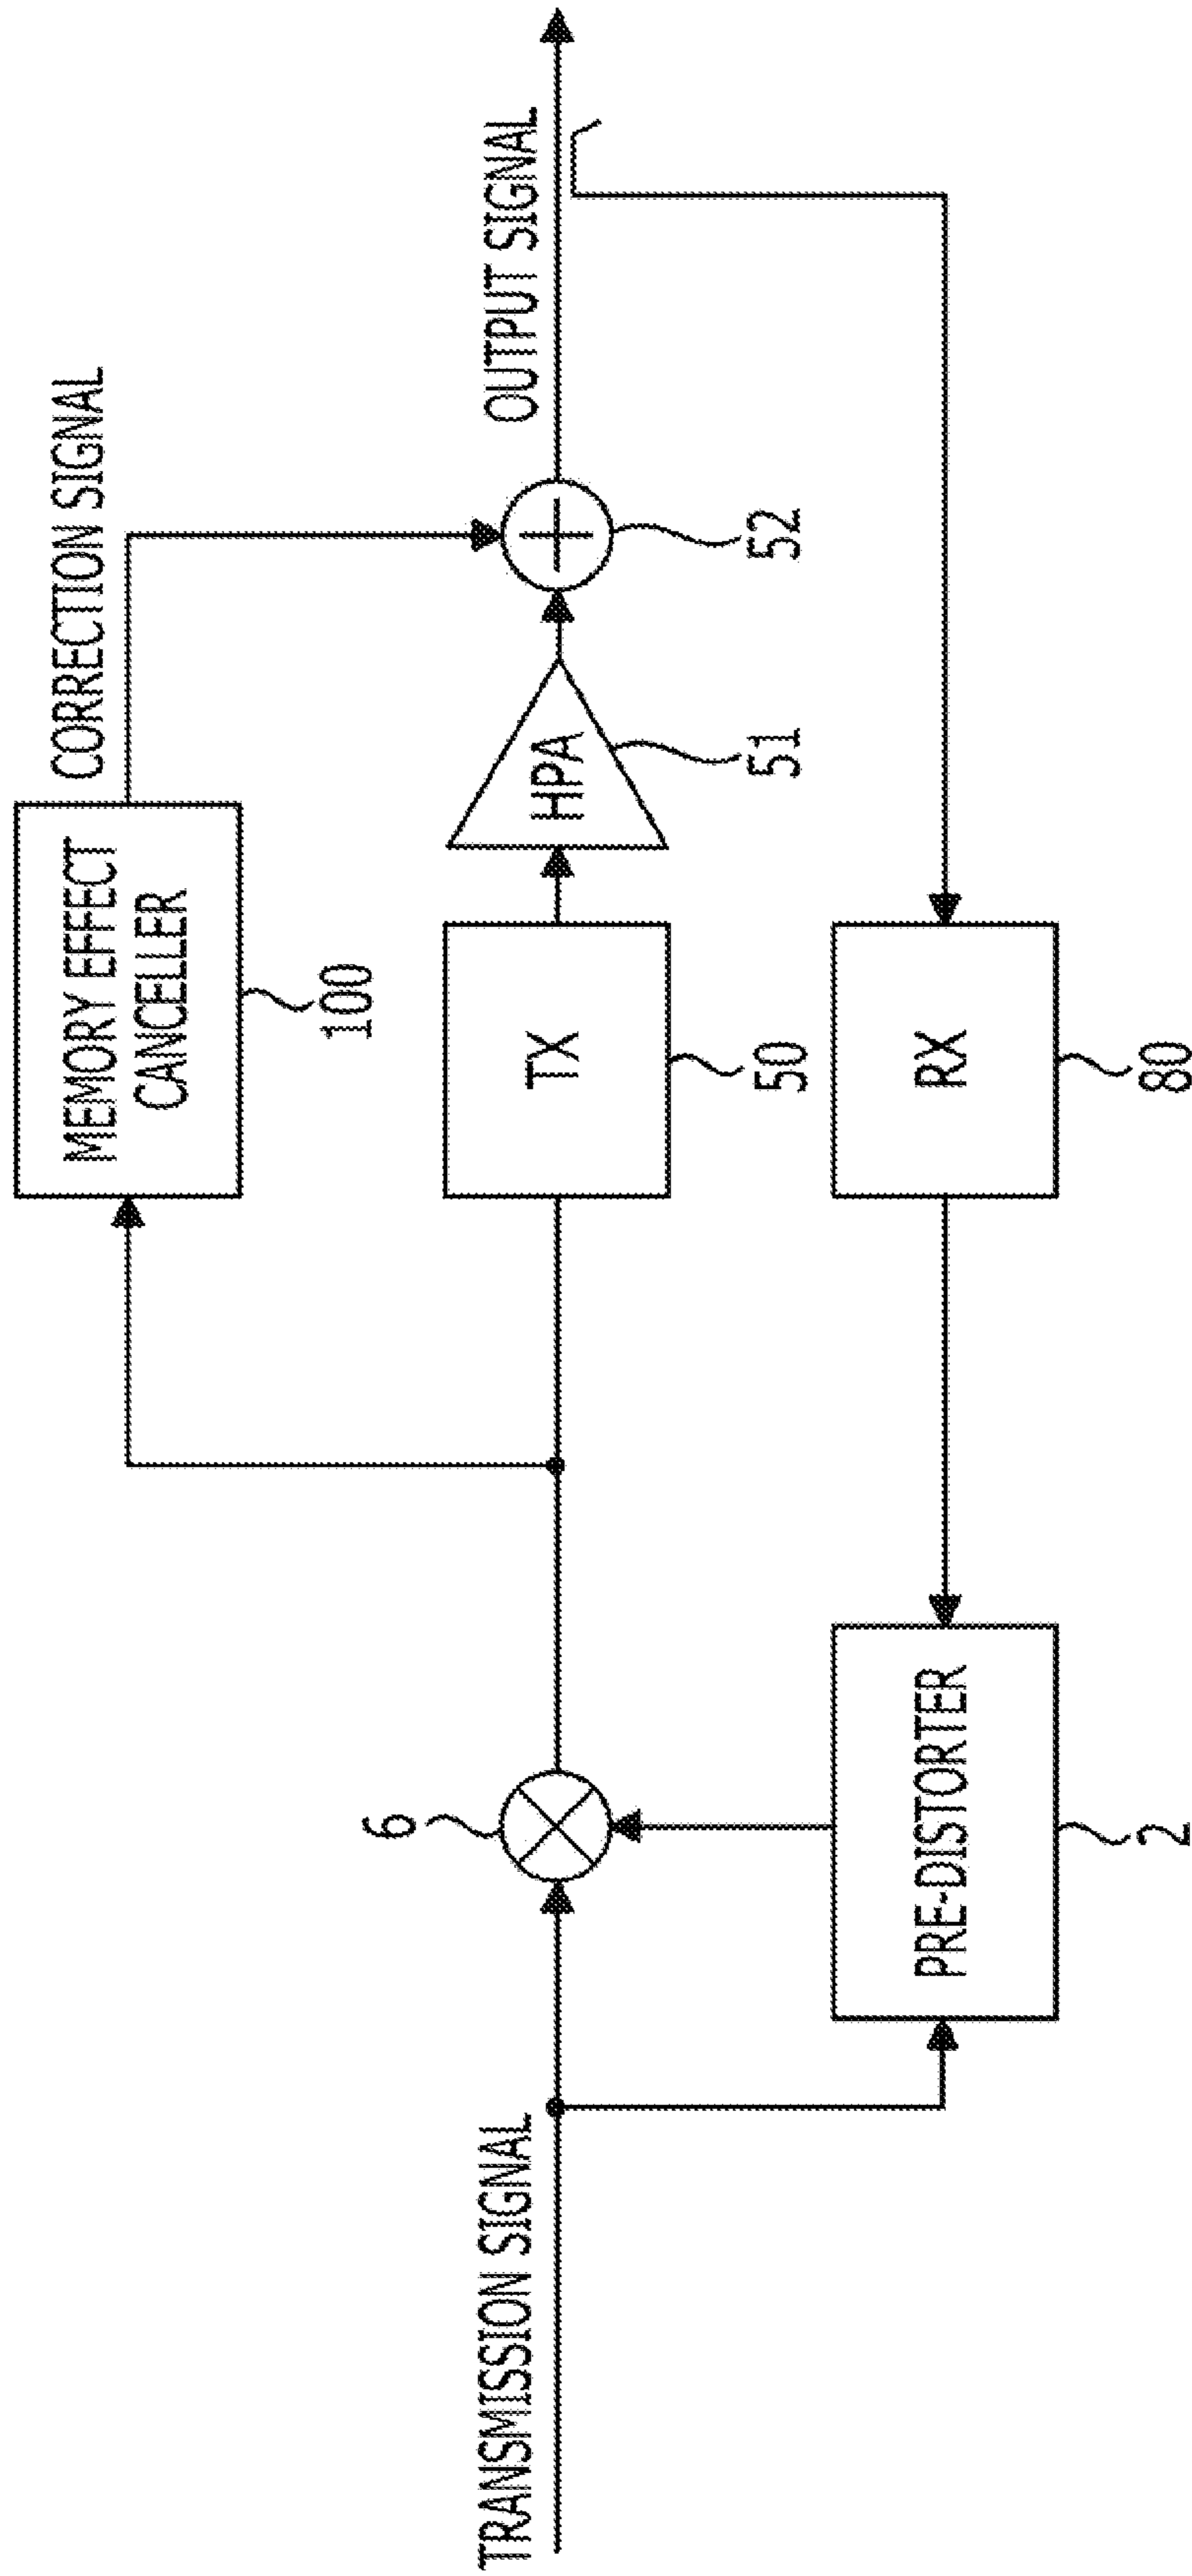 CORRECTION SIGNAL
MEMORY EFFECT
CANCELLER
100
TRANSMISSION SIGNAL
6
TX
50
HPA
51
52
OUTPUT SIGNAL
PRE-DISTORTER
2
RX
80